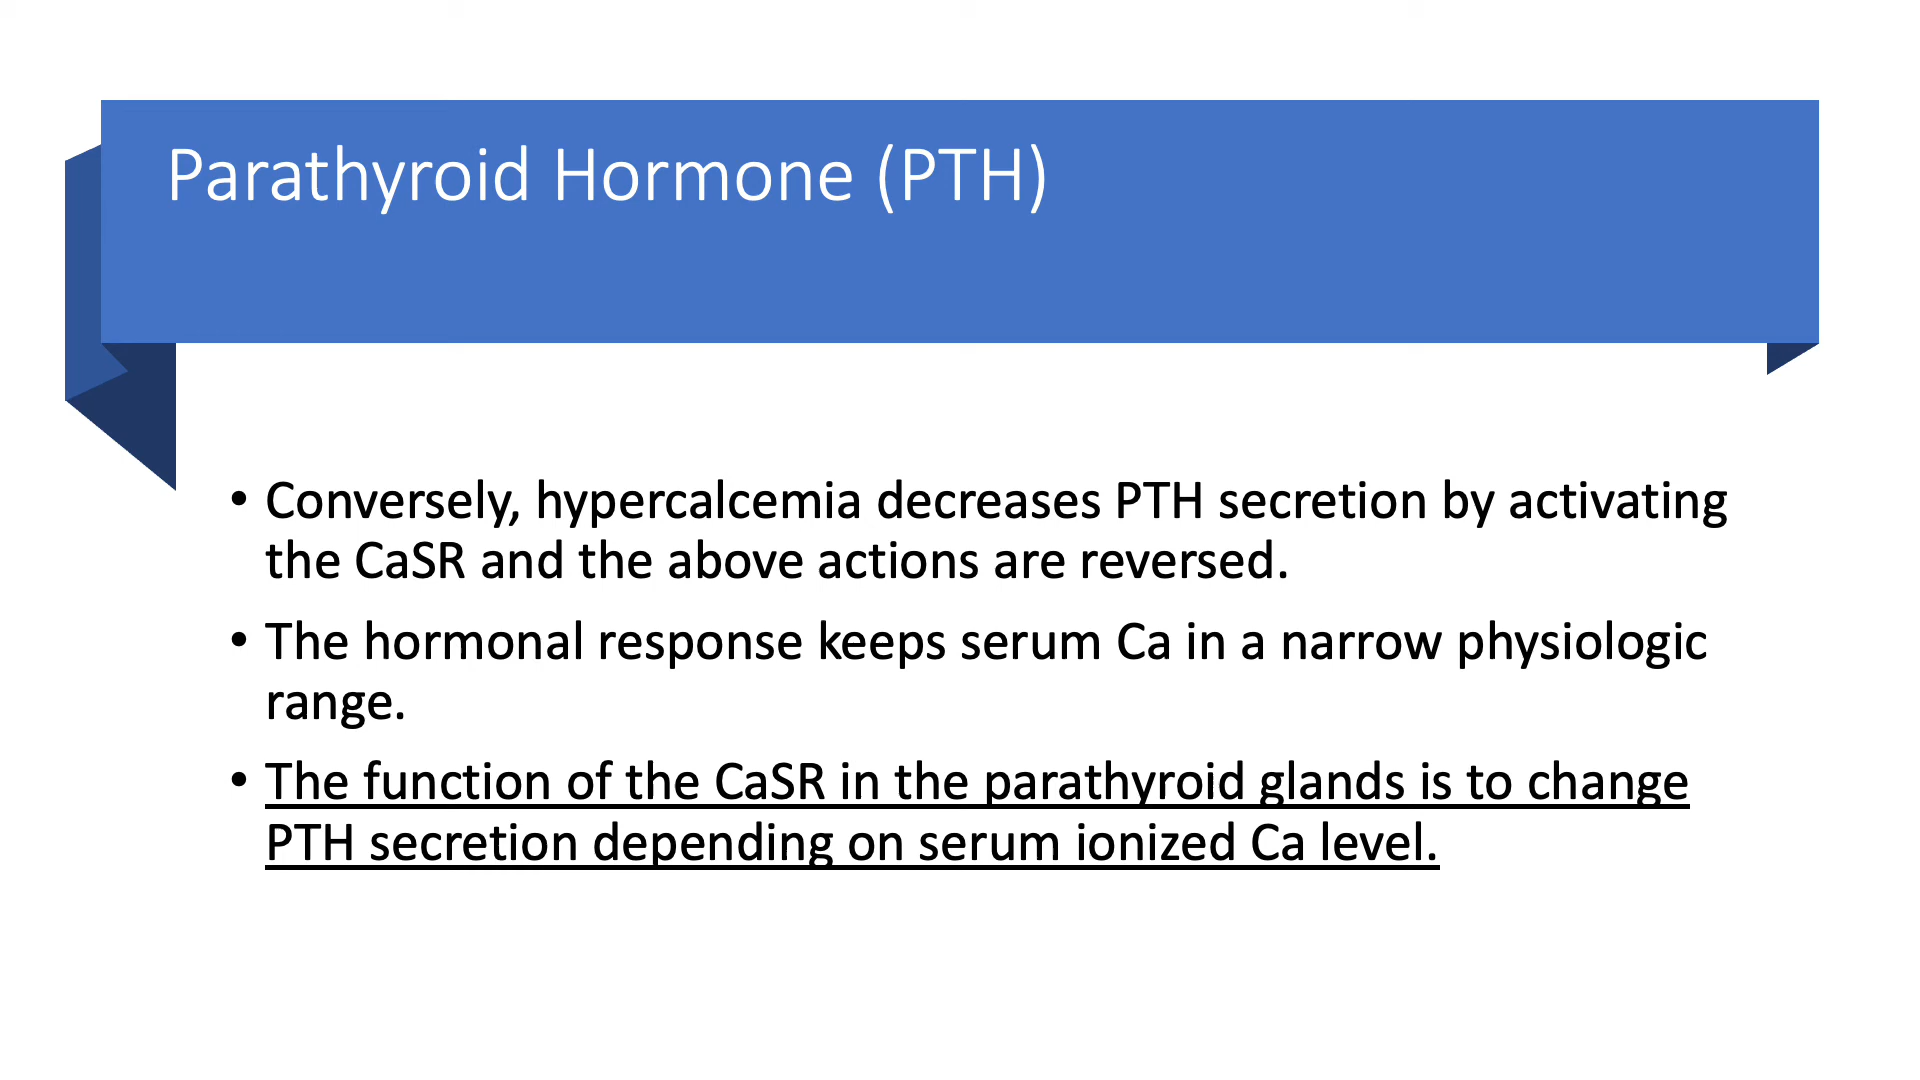 Parathyroid Hormone (PTH)
• Conversely, hypercalcemia decreases PTH secretion by activating
the CaSR and the above actions are reversed.
• The hormonal response keeps serum Ca in a narrow physiologic
range.
• The function of the CaSR in the parathyroid glands is to change
PTH secretion depending on serum ionized Ca level.